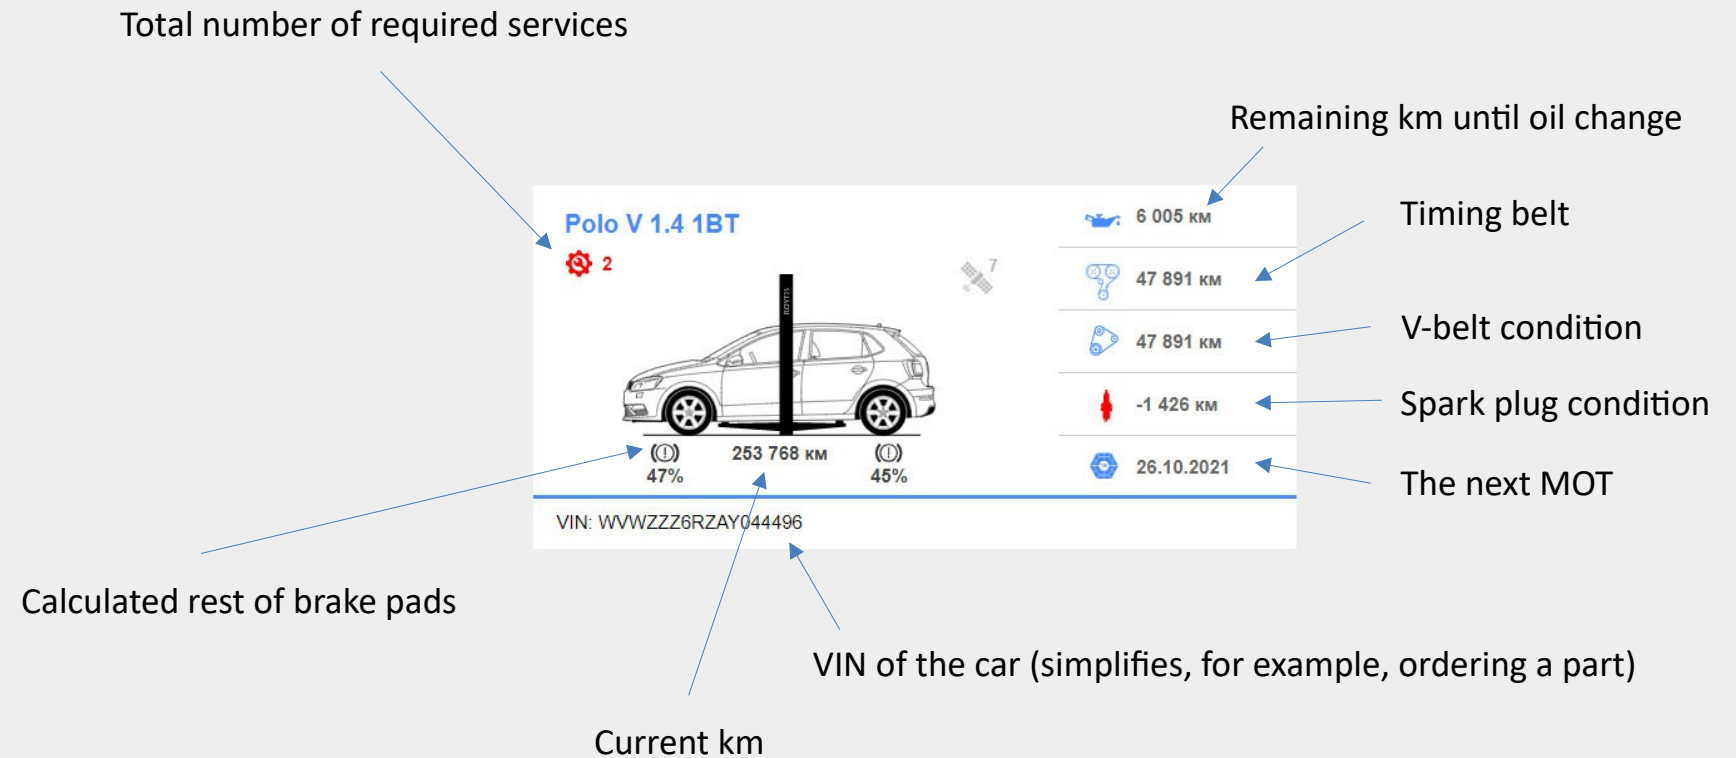 Total number of required services
Remaining km until oil change
Polo V 1.4 1BT
6 005 км
Timing belt
2
7
47 891 км
V-belt condition
47 891 км
Spark plug condition
-1 426 км
253 768 км
47%
45%
26.10.2021
The next MOT
VIN: WVWZZZ6RZAY044496
Calculated rest of brake pads
VIN of the car (simplifies, for example, ordering a part)
Current km